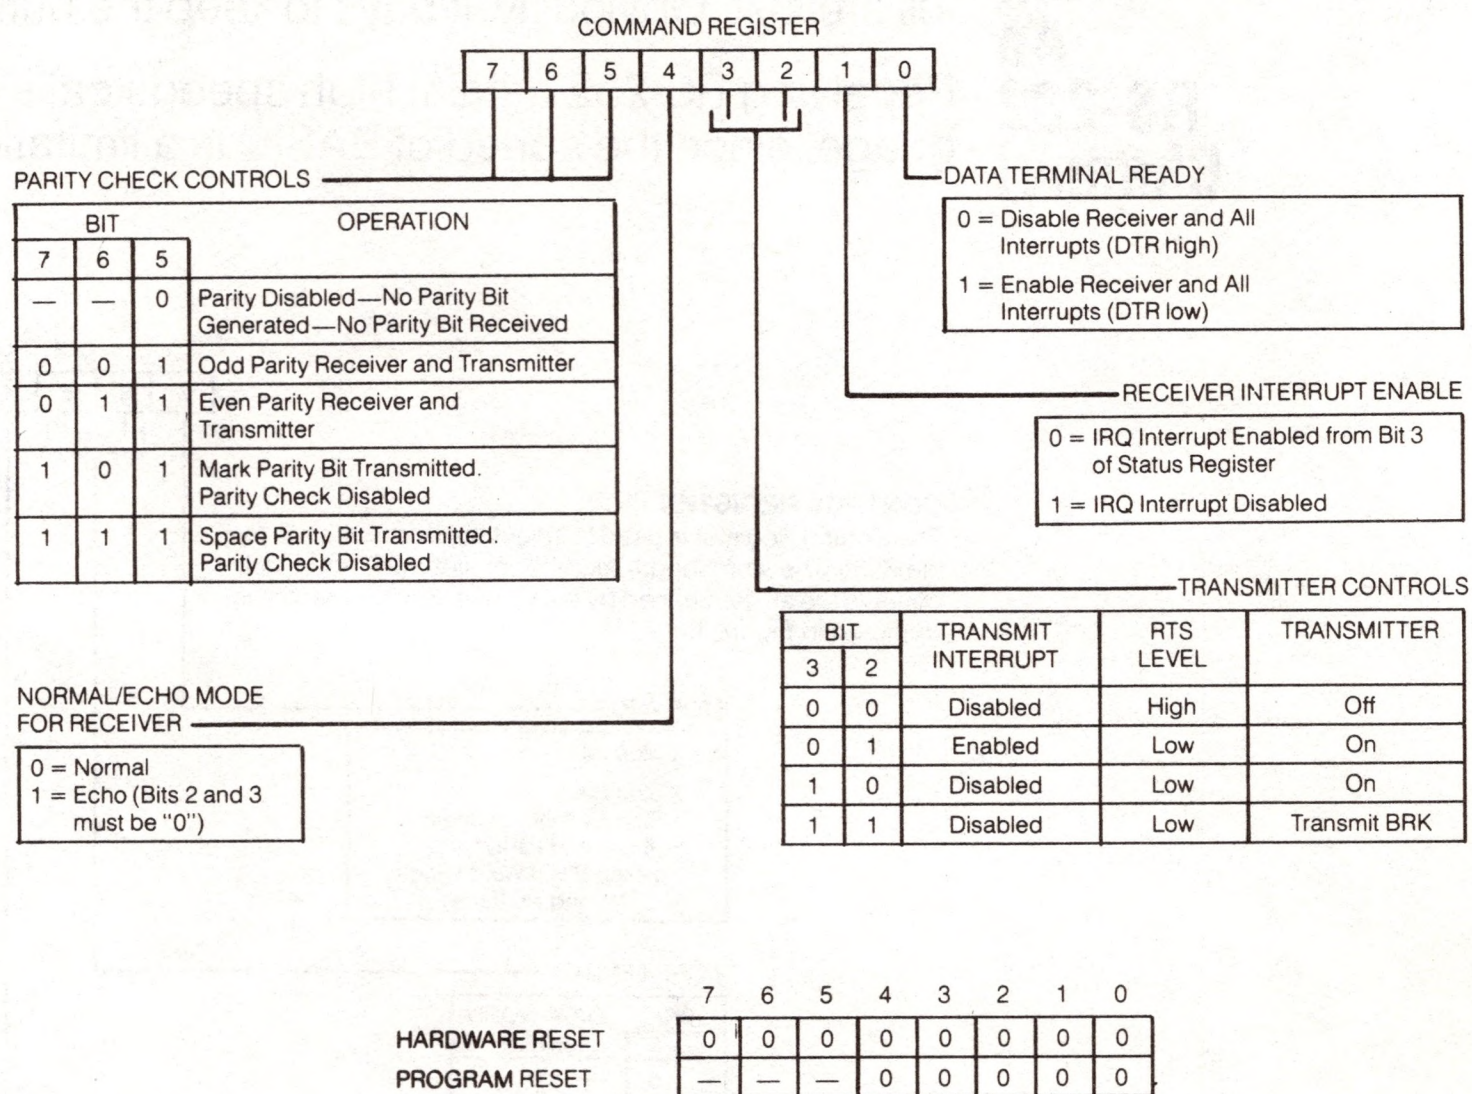 COMMAND REGISTER
7 6 5 4 3 2 1 0
PARITY CHECK CONTROLS
BIT OPERATION
7 6 5
— — 0 Parity Disabled—No Parity Bit
Generated—No Parity Bit Received
0 0 1 Odd Parity Receiver and Transmitter
0 1 1 Even Parity Receiver and
Transmitter
1 0 1 Mark Parity Bit Transmitted.
Parity Check Disabled
1 1 1 Space Parity Bit Transmitted.
Parity Check Disabled
NORMAL/ECHO MODE
FOR RECEIVER
0 = Normal
1 = Echo (Bits 2 and 3
must be "0")
DATA TERMINAL READY
0 = Disable Receiver and All
Interrupts (DTR high)
1 = Enable Receiver and All
Interrupts (DTR low)
RECEIVER INTERRUPT ENABLE
0 = IRQ Interrupt Enabled from Bit 3
of Status Register
1 = IRQ Interrupt Disabled
TRANSMITTER CONTROLS
BIT TRANSMIT RTS TRANSMITTER
3 2 INTERRUPT LEVEL
0 0 Disabled High Off
0 1 Enabled Low On
1 0 Disabled Low On
1 1 Disabled Low Transmit BRK
7 6 5 4 3 2 1 0
HARDWARE RESET 0 0 0 0 0 0 0 0
PROGRAM RESET — — — 0 0 0 0 0